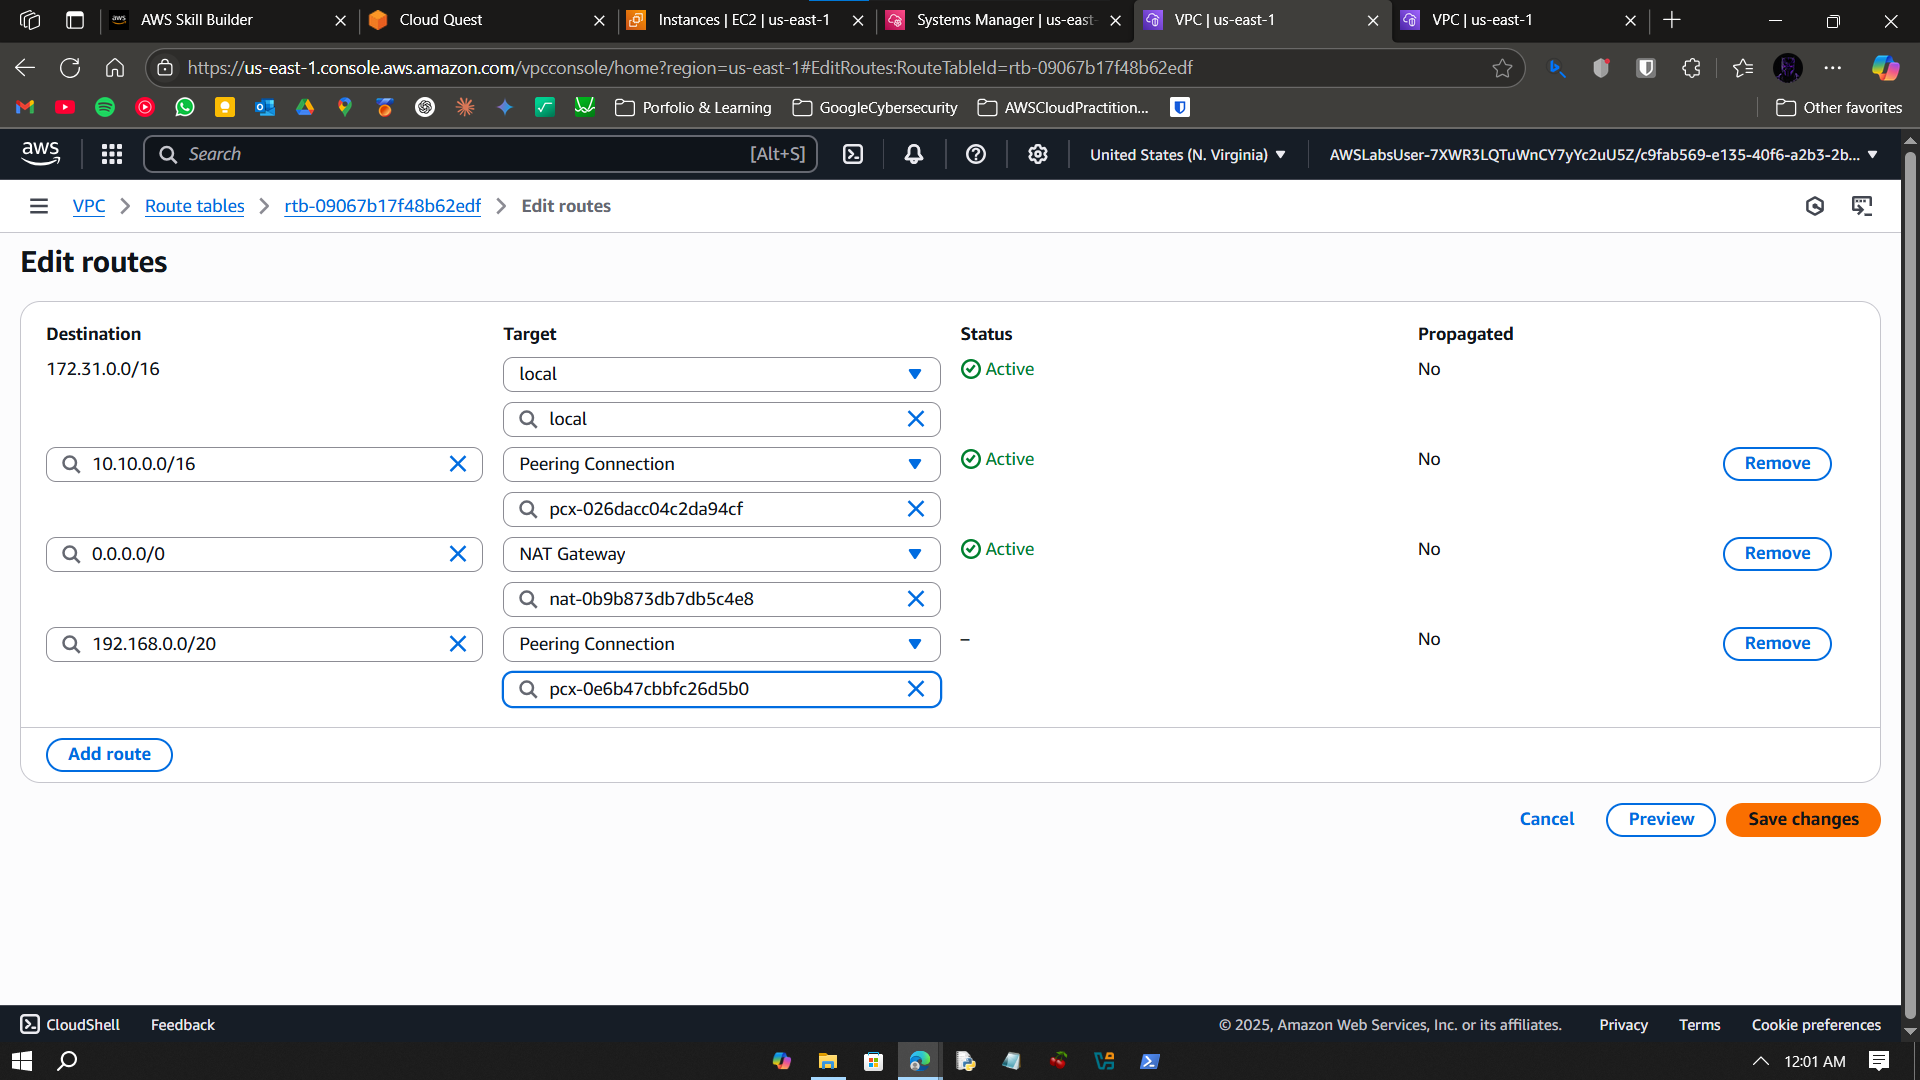 AWS Skill Builder
Cloud Quest
Instances | EC2 | us-east-1
Systems Manager | us-east-
VPC | us-east-1
VPC | us-east-1
https://us-east-1.console.aws.amazon.com/vpcconsole/home?region=us-east-1#EditRoutes:RouteTableId=rtb-09067b17f48b62edf
Porfolio & Learning
GoogleCybersecurity
AWSCloudPractition...
Other favorites
aws
Search
[Alt+S]
United States (N. Virginia)
AWSLabsUser-7XWR3LQTuWnCY7yYc2uU5Z/c9fab569-e135-40f6-a2b3-2b...
VPC
Route tables
rtb-09067b17f48b62edf
Edit routes
Edit routes
Destination Target Status Propagated
172.31.0.0/16 local Active No
local
10.10.0.0/16 Peering Connection Active No Remove
pcx-026dacc04c2da94cf
0.0.0.0/0 NAT Gateway Active No Remove
nat-0b9b873db7db5c4e8
192.168.0.0/20 Peering Connection – No Remove
pcx-0e6b47cbbfc26d5b0
Add route
Cancel Preview Save changes
CloudShell Feedback © 2025, Amazon Web Services, Inc. or its affiliates. Privacy Terms Cookie preferences
12:01 AM